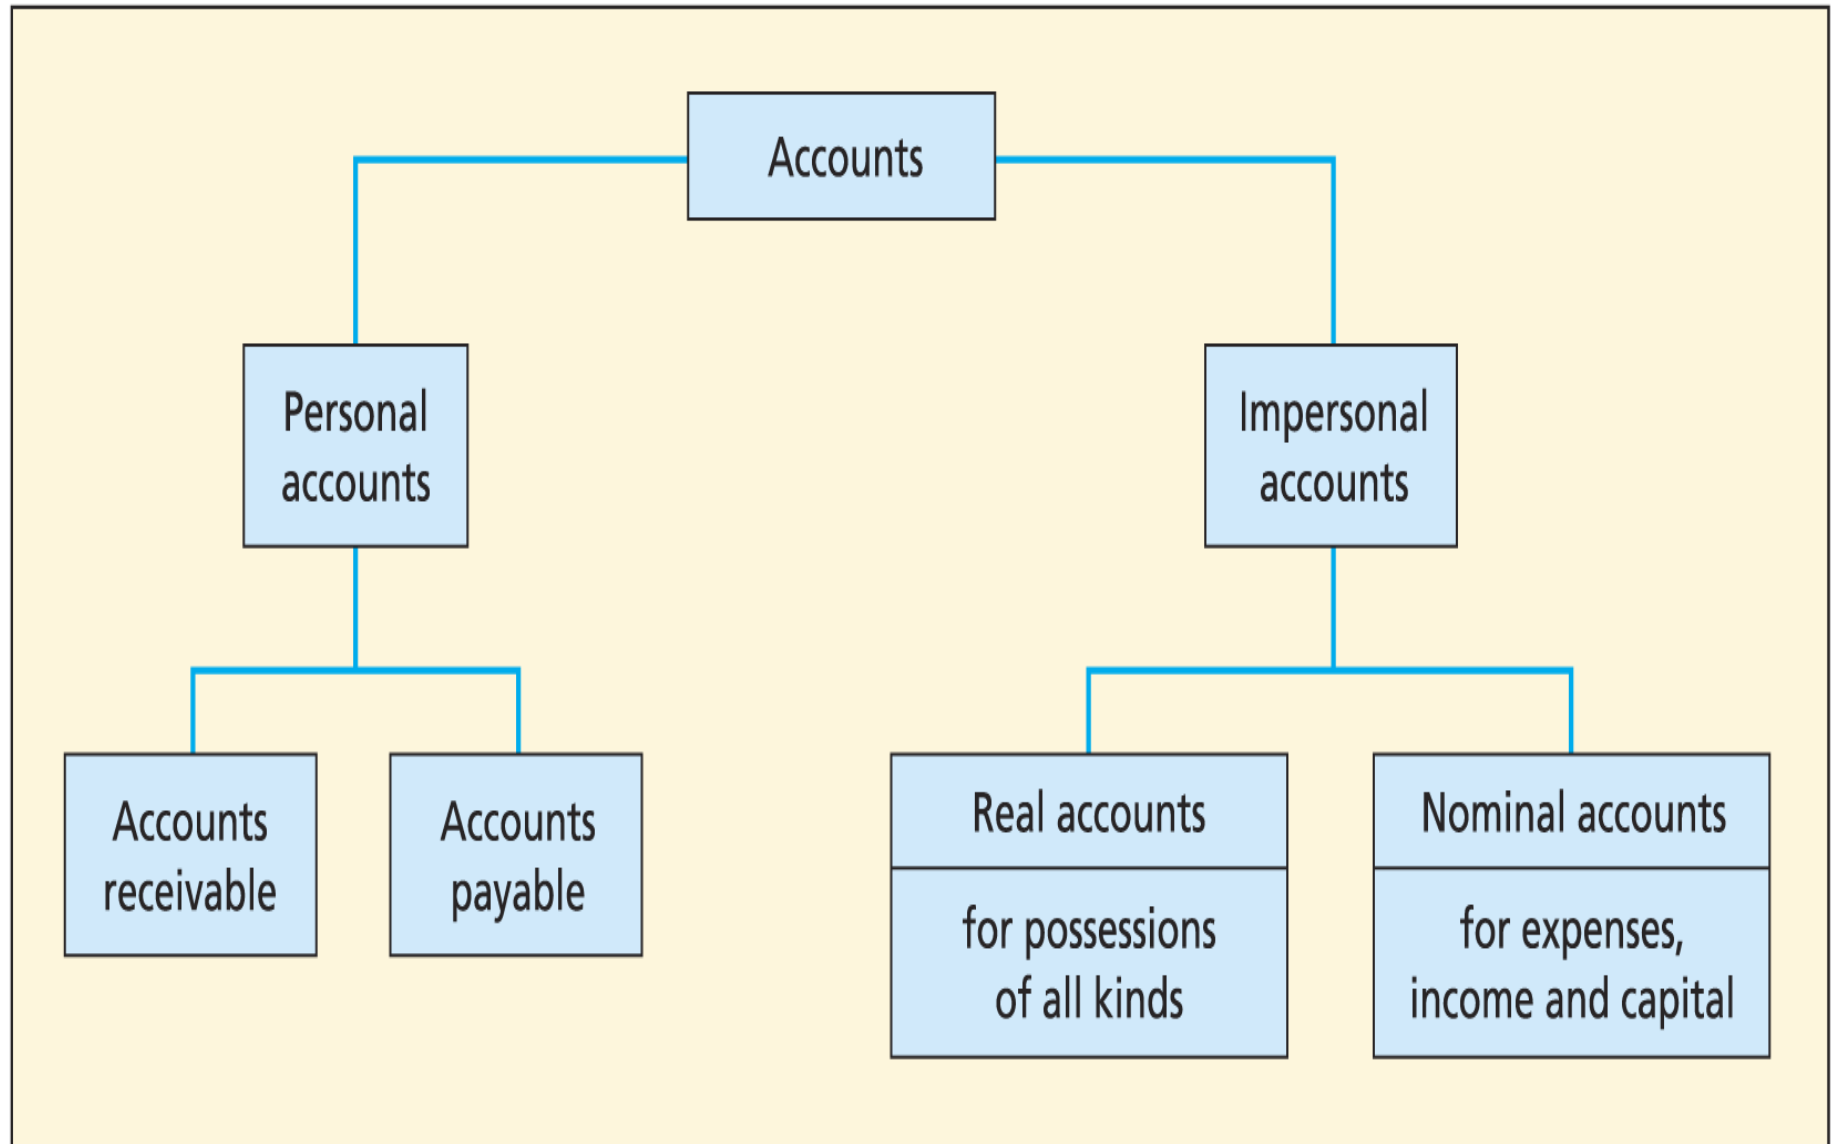 Accounts
Personal
accounts
Impersonal
accounts
Accounts
receivable
Accounts
payable
Real accounts
for possessions
of all kinds
Nominal accounts
for expenses,
income and capital